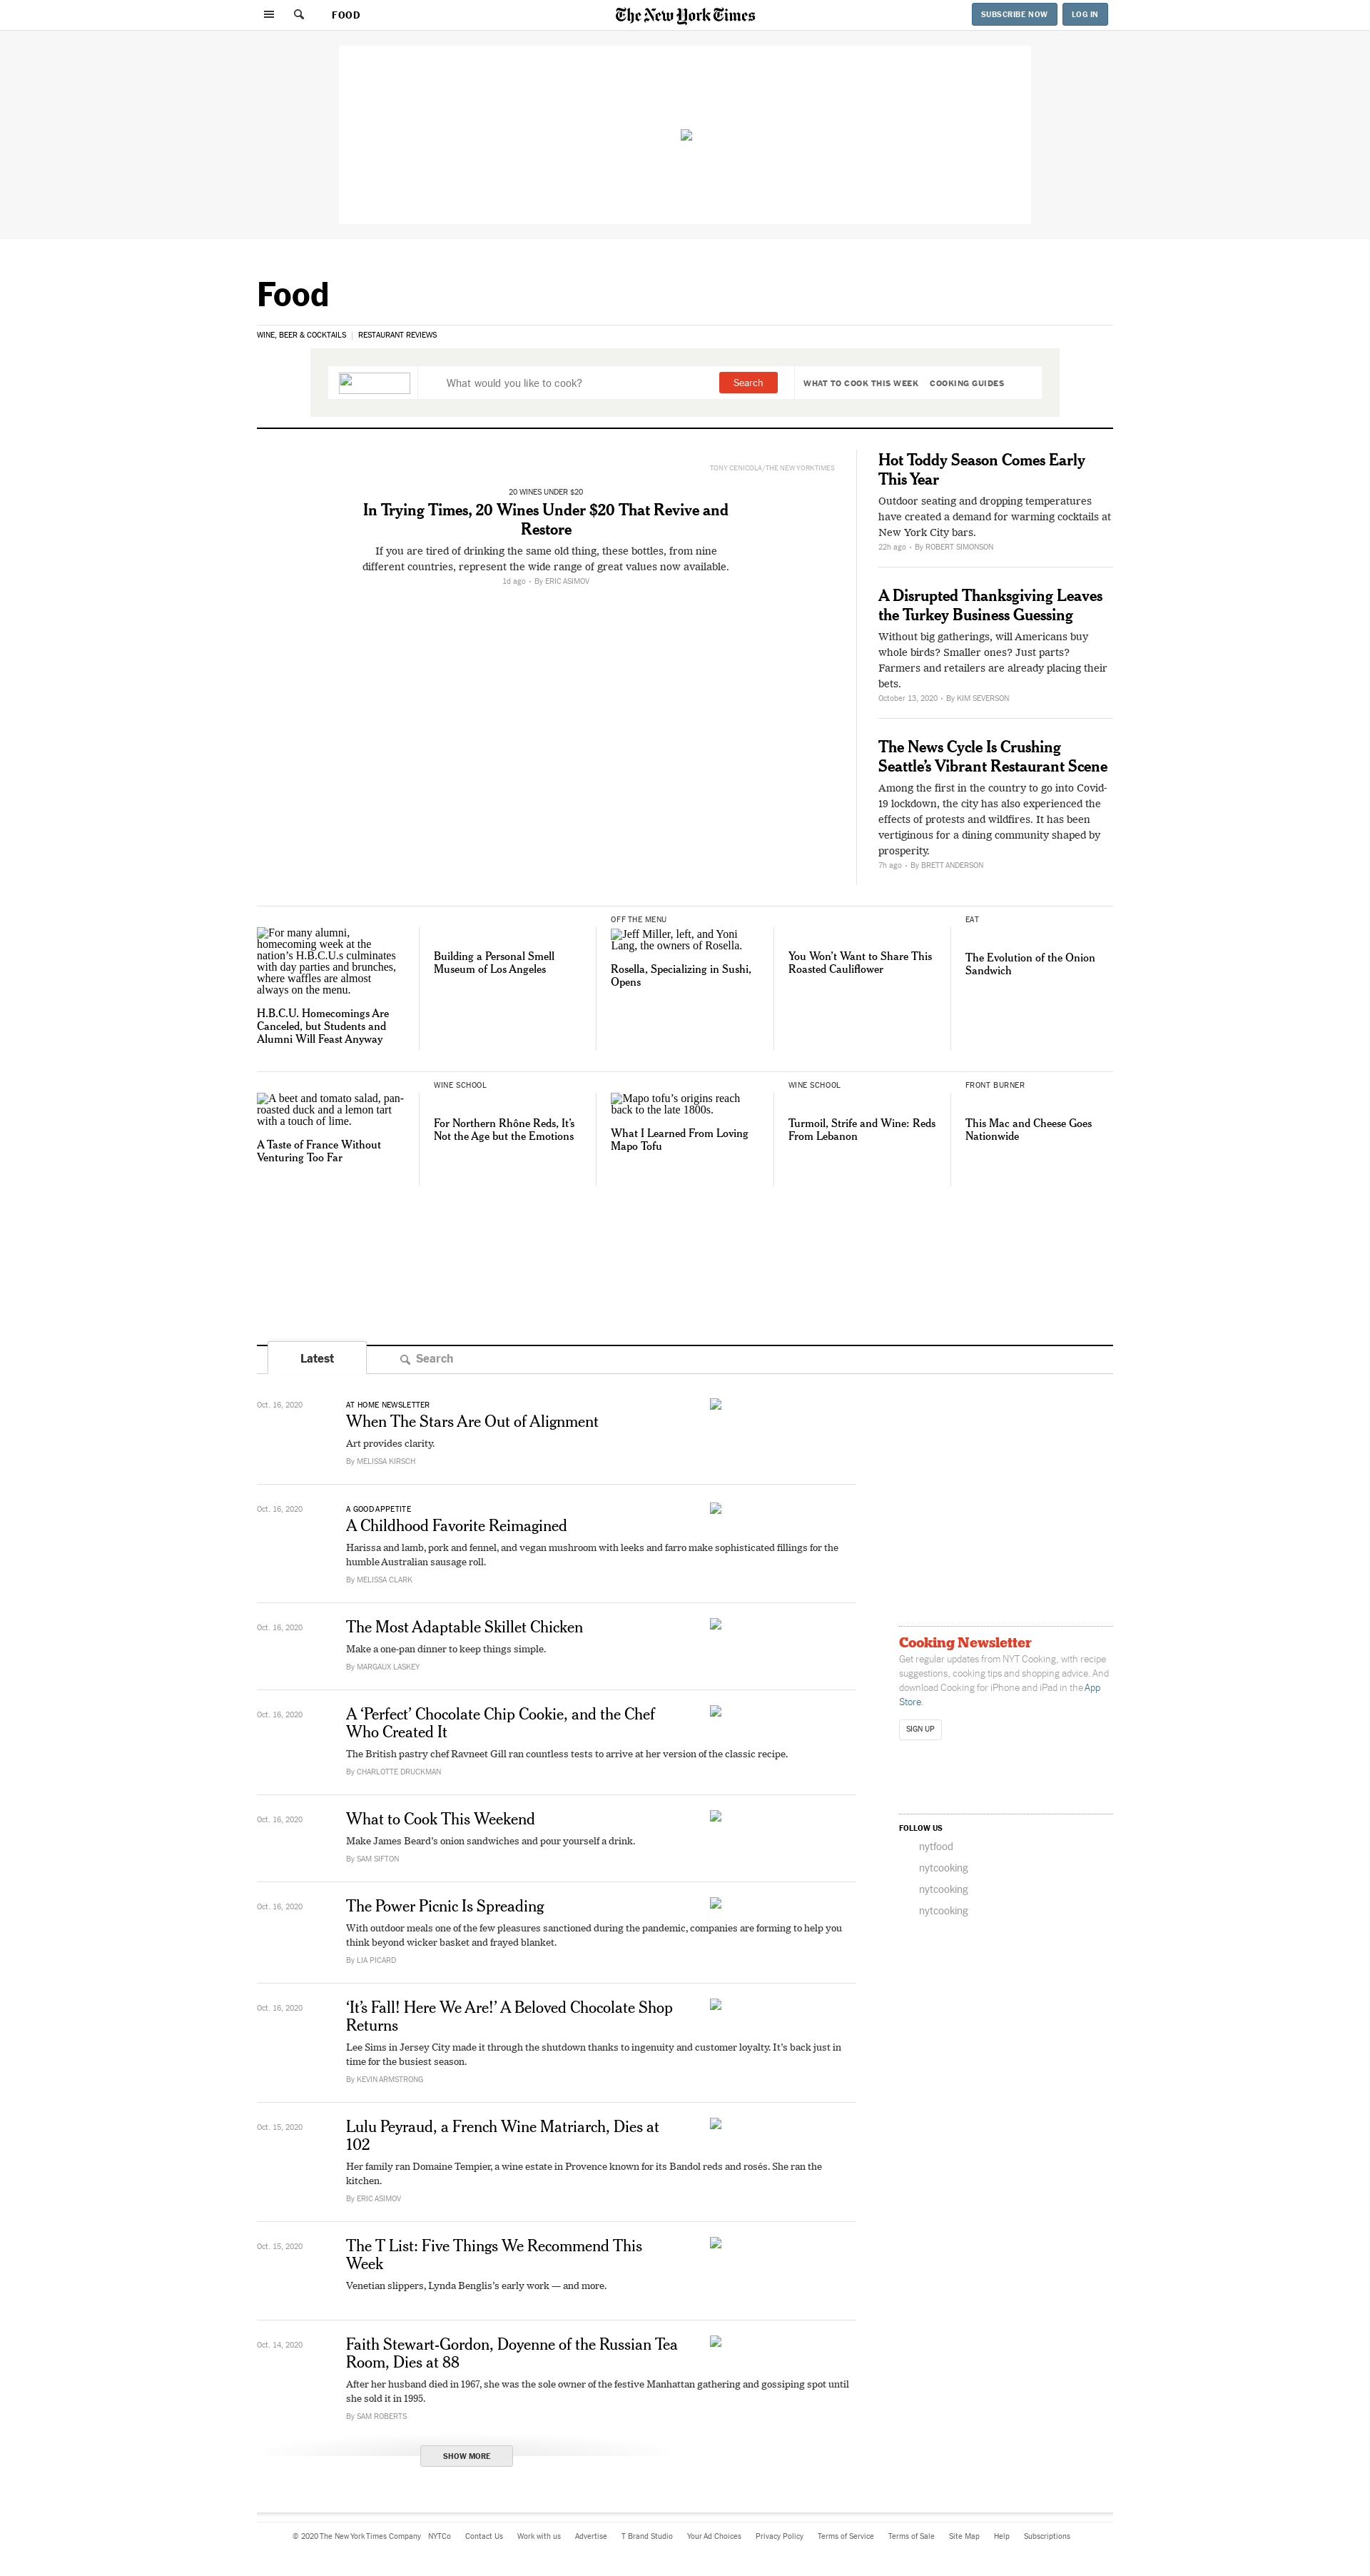 FOOD
The New York Times
SUBSCRIBE NOW
LOG IN
Food
WINE, BEER & COCKTAILS
RESTAURANT REVIEWS
What would you like to cook?
Search
WHAT TO COOK THIS WEEK
COOKING GUIDES
TONY CENICOLA/THE NEW YORK TIMES
20 WINES UNDER $20
In Trying Times, 20 Wines Under $20 That Revive and
Restore
If you are tired of drinking the same old thing, these bottles, from nine
different countries, represent the wide range of great values now available.
1d ago • By ERIC ASIMOV
Hot Toddy Season Comes Early
This Year
Outdoor seating and dropping temperatures
have created a demand for warming cocktails at
New York City bars.
22h ago • By ROBERT SIMONSON
A Disrupted Thanksgiving Leaves
the Turkey Business Guessing
Without big gatherings, will Americans buy
whole birds? Smaller ones? Just parts?
Farmers and retailers are already placing their
bets.
October 13, 2020 • By KIM SEVERSON
The News Cycle Is Crushing
Seattle’s Vibrant Restaurant Scene
Among the first in the country to go into Covid-
19 lockdown, the city has also experienced the
effects of protests and wildfires. It has been
vertiginous for a dining community shaped by
prosperity.
7h ago • By BRETT ANDERSON
For many alumni,
homecoming week at the
nation’s H.B.C.U.s culminates
with day parties and brunches,
where waffles are almost
always on the menu.
H.B.C.U. Homecomings Are
Canceled, but Students and
Alumni Will Feast Anyway
Building a Personal Smell
Museum of Los Angeles
OFF THE MENU
Jeff Miller, left, and Yoni
Lang, the owners of Rosella.
Rosella, Specializing in Sushi,
Opens
You Won’t Want to Share This
Roasted Cauliflower
EAT
The Evolution of the Onion
Sandwich
A beet and tomato salad, pan-
roasted duck and a lemon tart
with a touch of lime.
A Taste of France Without
Venturing Too Far
WINE SCHOOL
For Northern Rhône Reds, It’s
Not the Age but the Emotions
Mapo tofu’s origins reach
back to the late 1800s.
What I Learned From Loving
Mapo Tofu
WINE SCHOOL
Turmoil, Strife and Wine: Reds
From Lebanon
FRONT BURNER
This Mac and Cheese Goes
Nationwide
Latest
Search
Oct. 16, 2020
AT HOME NEWSLETTER
When The Stars Are Out of Alignment
Art provides clarity.
By MELISSA KIRSCH
Oct. 16, 2020
A GOOD APPETITE
A Childhood Favorite Reimagined
Harissa and lamb, pork and fennel, and vegan mushroom with leeks and farro make sophisticated fillings for the
humble Australian sausage roll.
By MELISSA CLARK
Oct. 16, 2020
The Most Adaptable Skillet Chicken
Make a one-pan dinner to keep things simple.
By MARGAUX LASKEY
Oct. 16, 2020
A ‘Perfect’ Chocolate Chip Cookie, and the Chef
Who Created It
The British pastry chef Ravneet Gill ran countless tests to arrive at her version of the classic recipe.
By CHARLOTTE DRUCKMAN
Oct. 16, 2020
What to Cook This Weekend
Make James Beard’s onion sandwiches and pour yourself a drink.
By SAM SIFTON
Oct. 16, 2020
The Power Picnic Is Spreading
With outdoor meals one of the few pleasures sanctioned during the pandemic, companies are forming to help you
think beyond wicker basket and frayed blanket.
By LIA PICARD
Oct. 16, 2020
‘It’s Fall! Here We Are!’ A Beloved Chocolate Shop
Returns
Lee Sims in Jersey City made it through the shutdown thanks to ingenuity and customer loyalty. It’s back just in
time for the busiest season.
By KEVIN ARMSTRONG
Oct. 15, 2020
Lulu Peyraud, a French Wine Matriarch, Dies at
102
Her family ran Domaine Tempier, a wine estate in Provence known for its Bandol reds and rosés. She ran the
kitchen.
By ERIC ASIMOV
Oct. 15, 2020
The T List: Five Things We Recommend This
Week
Venetian slippers, Lynda Benglis’s early work — and more.
Oct. 14, 2020
Faith Stewart-Gordon, Doyenne of the Russian Tea
Room, Dies at 88
After her husband died in 1967, she was the sole owner of the festive Manhattan gathering and gossiping spot until
she sold it in 1995.
By SAM ROBERTS
SHOW MORE
Cooking Newsletter
Get regular updates from NYT Cooking, with recipe
suggestions, cooking tips and shopping advice. And
download Cooking for iPhone and iPad in the App
Store.
SIGN UP
FOLLOW US
nytfood
nytcooking
nytcooking
nytcooking
© 2020 The New York Times Company NYTCo Contact Us Work with us Advertise T Brand Studio Your Ad Choices Privacy Policy Terms of Service Terms of Sale Site Map Help Subscriptions